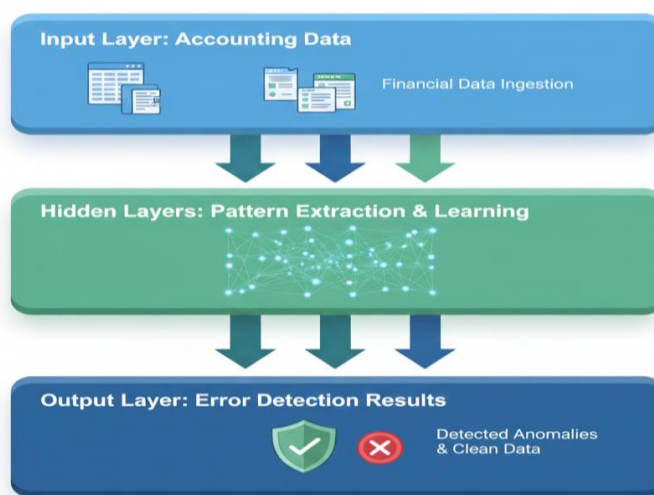 Input Layer: Accounting Data
Financial Data Ingestion
Hidden Layers: Pattern Extraction & Learning
Output Layer: Error Detection Results
Detected Anomalies
& Clean Data